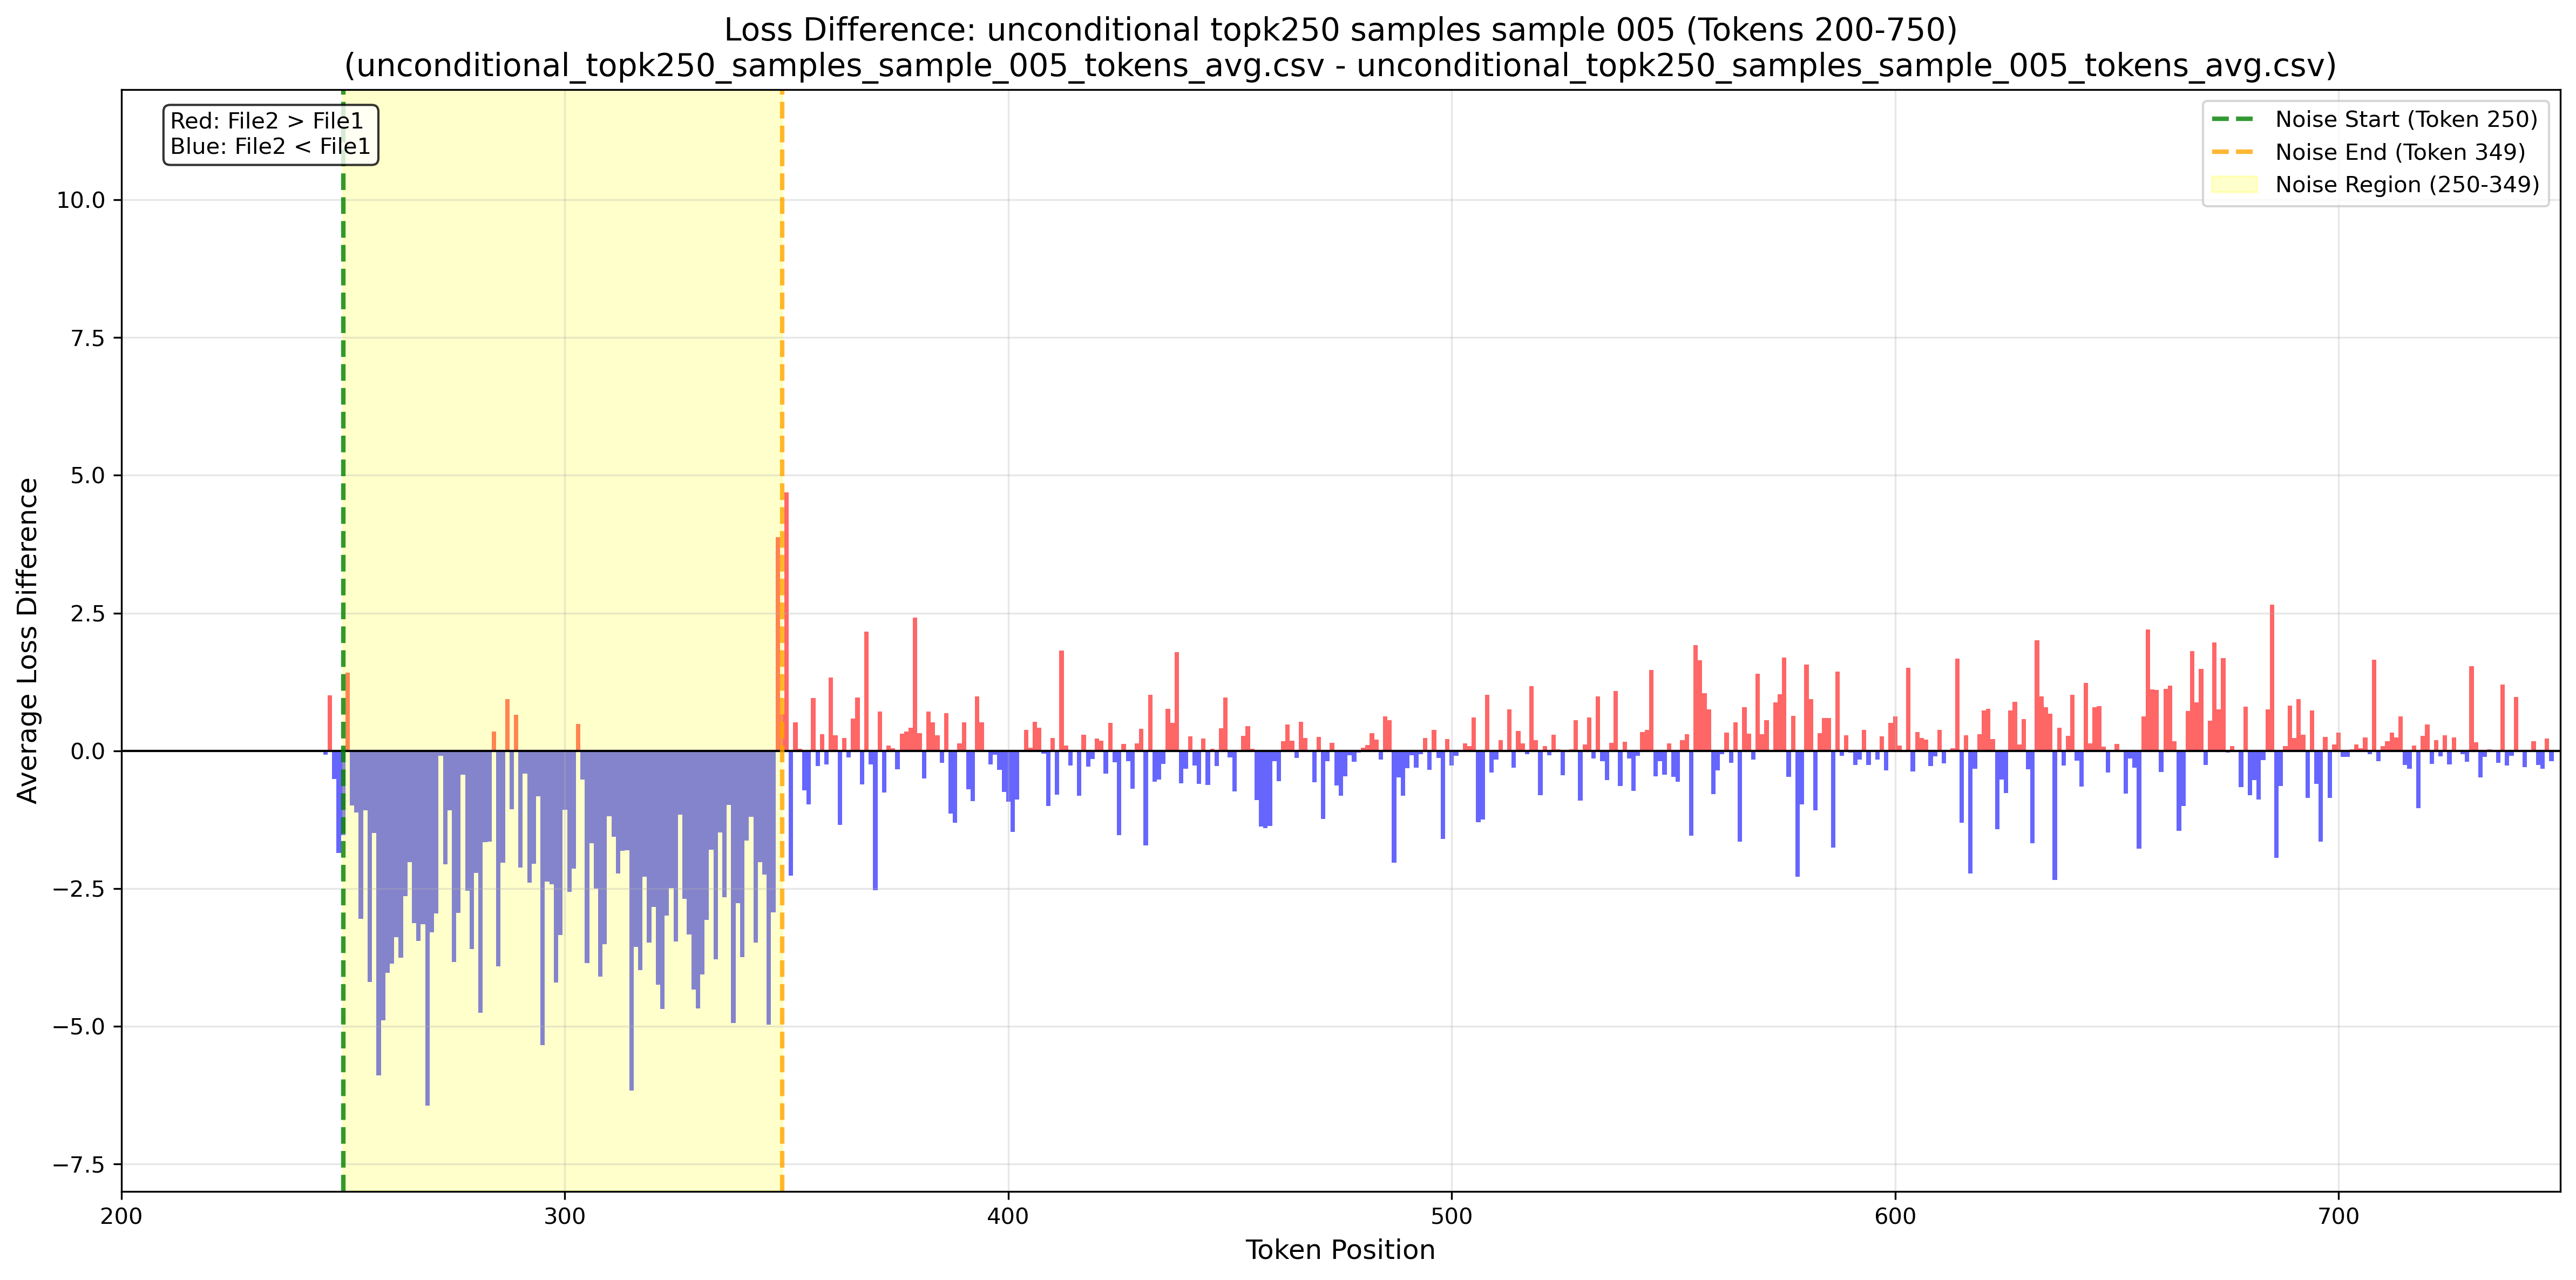 Loss Difference: unconditional topk250 samples sample 005 (Tokens 200-750)
(unconditional_topk250_samples_sample_005_tokens_avg.csv - unconditional_topk250_samples_sample_005_tokens_avg.csv)
Red: File2 > File1
Blue: File2 < File1
Noise Start (Token 250)
Noise End (Token 349)
Noise Region (250-349)
Average Loss Difference
10.0
7.5
5.0
2.5
0.0
−2.5
−5.0
−7.5
200
300
400
500
600
700
Token Position